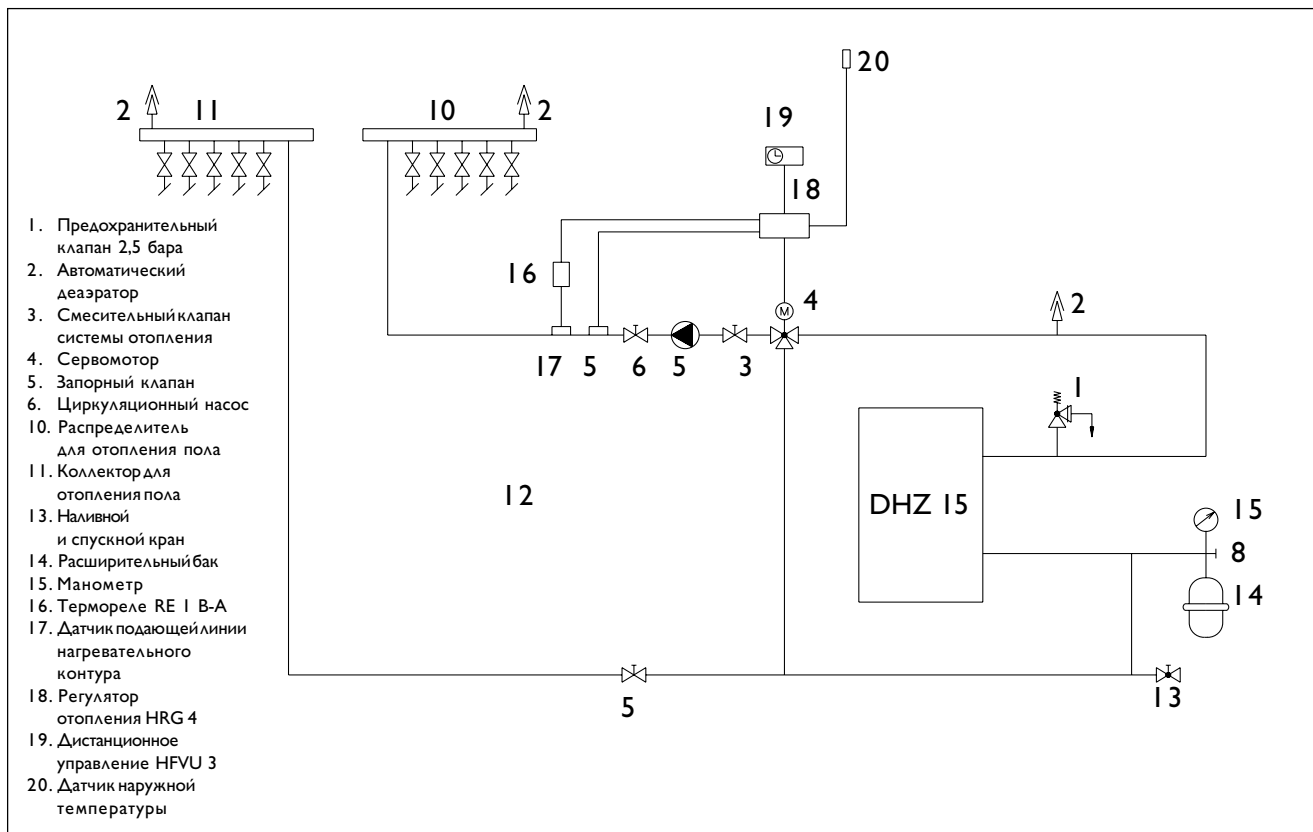 20
2
11
10
2
19
18
1. Предохранительный
клапан 2,5 бара
2. Автоматический
деаэратор
3. Смесительный клапан
системы отопления
4. Сервомотор
5. Запорный клапан
6. Циркуляционный насос
10. Распределитель
для отопления пола
11. Коллектор для
отопления пола
13. Наливной
и спускной кран
14. Расширительный бак
15. Манометр
16. Термореле RE 1 B-A
17. Датчик подающей линии
нагревательного
контура
18. Регулятор
отопления HRG 4
19. Дистанционное
управление HFVU 3
20. Датчик наружной
температуры
16
4
M
2
17
5
6
5
3
1
12
DHZ 15
15
8
14
5
13